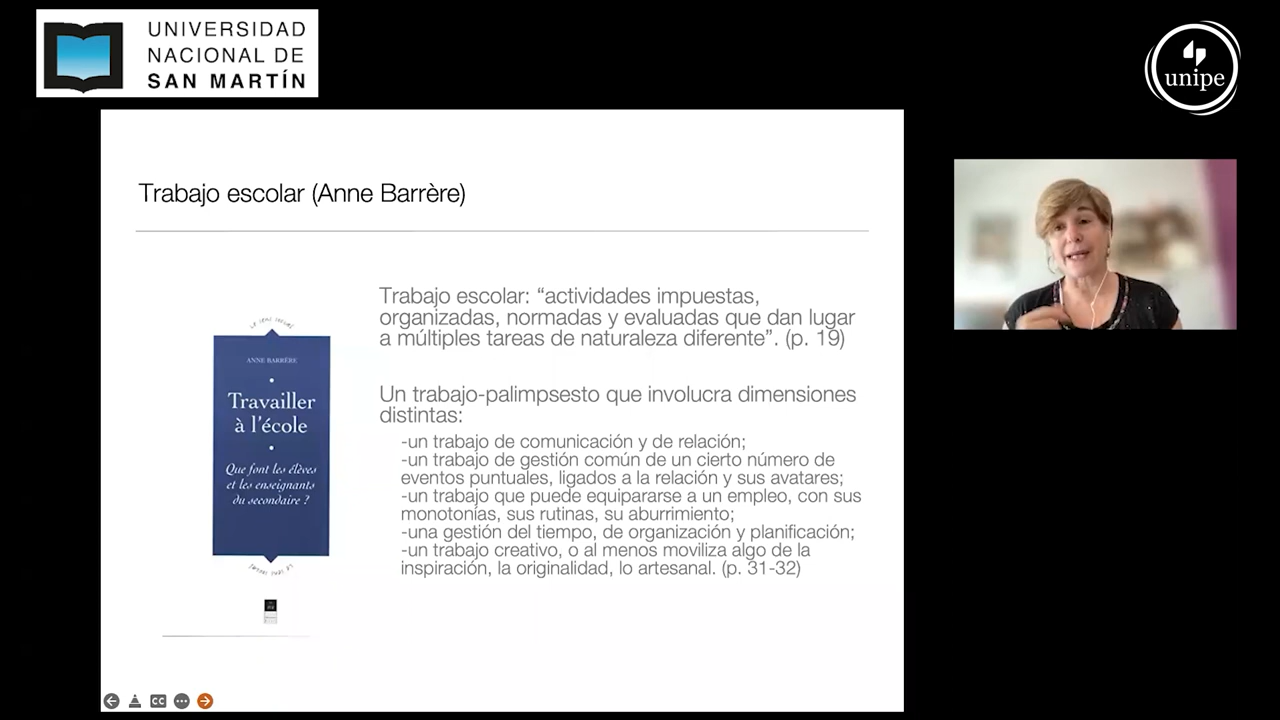 UNIVERSIDAD
NACIONAL DE
SAN MARTÍN
unipe
Trabajo escolar (Anne Barrère)
Trabajo escolar: “actividades impuestas,
organizadas, normadas y evaluadas que dan lugar
a múltiples tareas de naturaleza diferente”. (p. 19)
Un trabajo-palimpsesto que involucra dimensiones
distintas:
-un trabajo de comunicación y de relación;
-un trabajo de gestión común de un cierto número de
eventos puntuales, ligados a la relación y sus avatares;
-un trabajo que puede equipararse a un empleo, con sus
monotonías, sus rutinas, su aburrimiento;
-una gestión del tiempo, de organización y planificación;
-un trabajo creativo, o al menos moviliza algo de la
inspiración, la originalidad, lo artesanal. (p. 31-32)
ANNE BARRÈRE
Travailler
à l'école
Que font les élèves
et les enseignants
du secondaire ?
CC